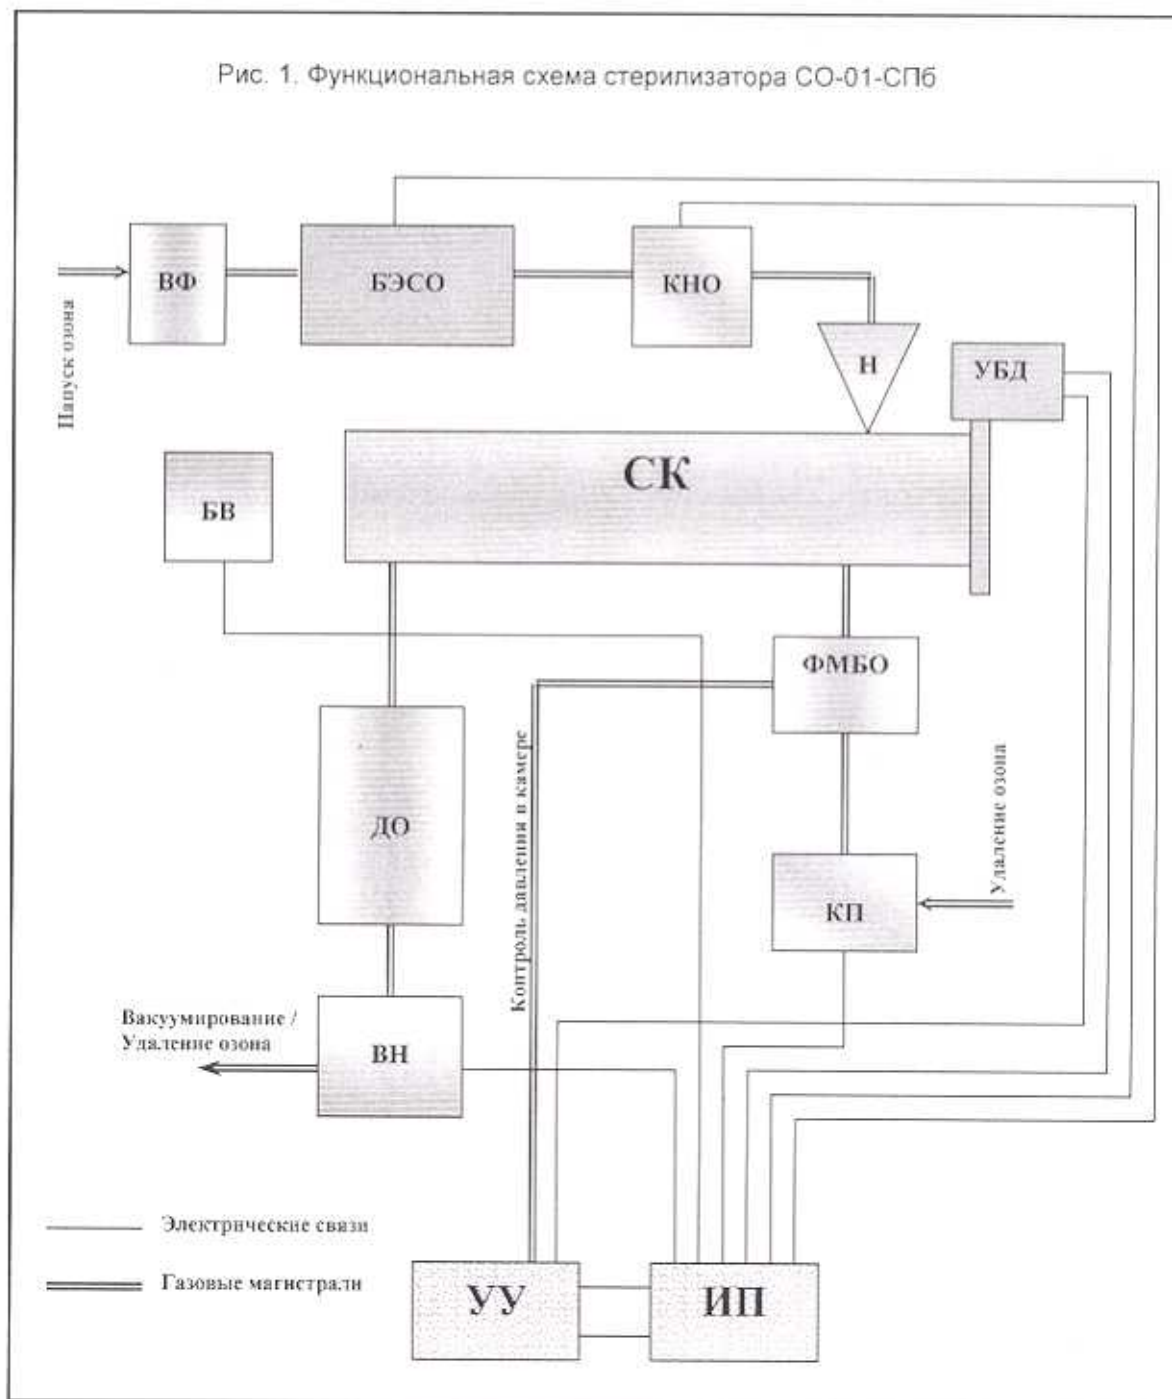 Рис. 1. Функциональная схема стерилизатора СО-01-СПб
ВФ
БЭСО
КНО
Напуск озона
Н
УБД
СК
БВ
ФМБО
Контроль давления в камере
ДО
Удаление озона
КП
Вакуумирование /
Удаление озона
ВН
Электрические связи
Газовые магистрали
УУ
ИП